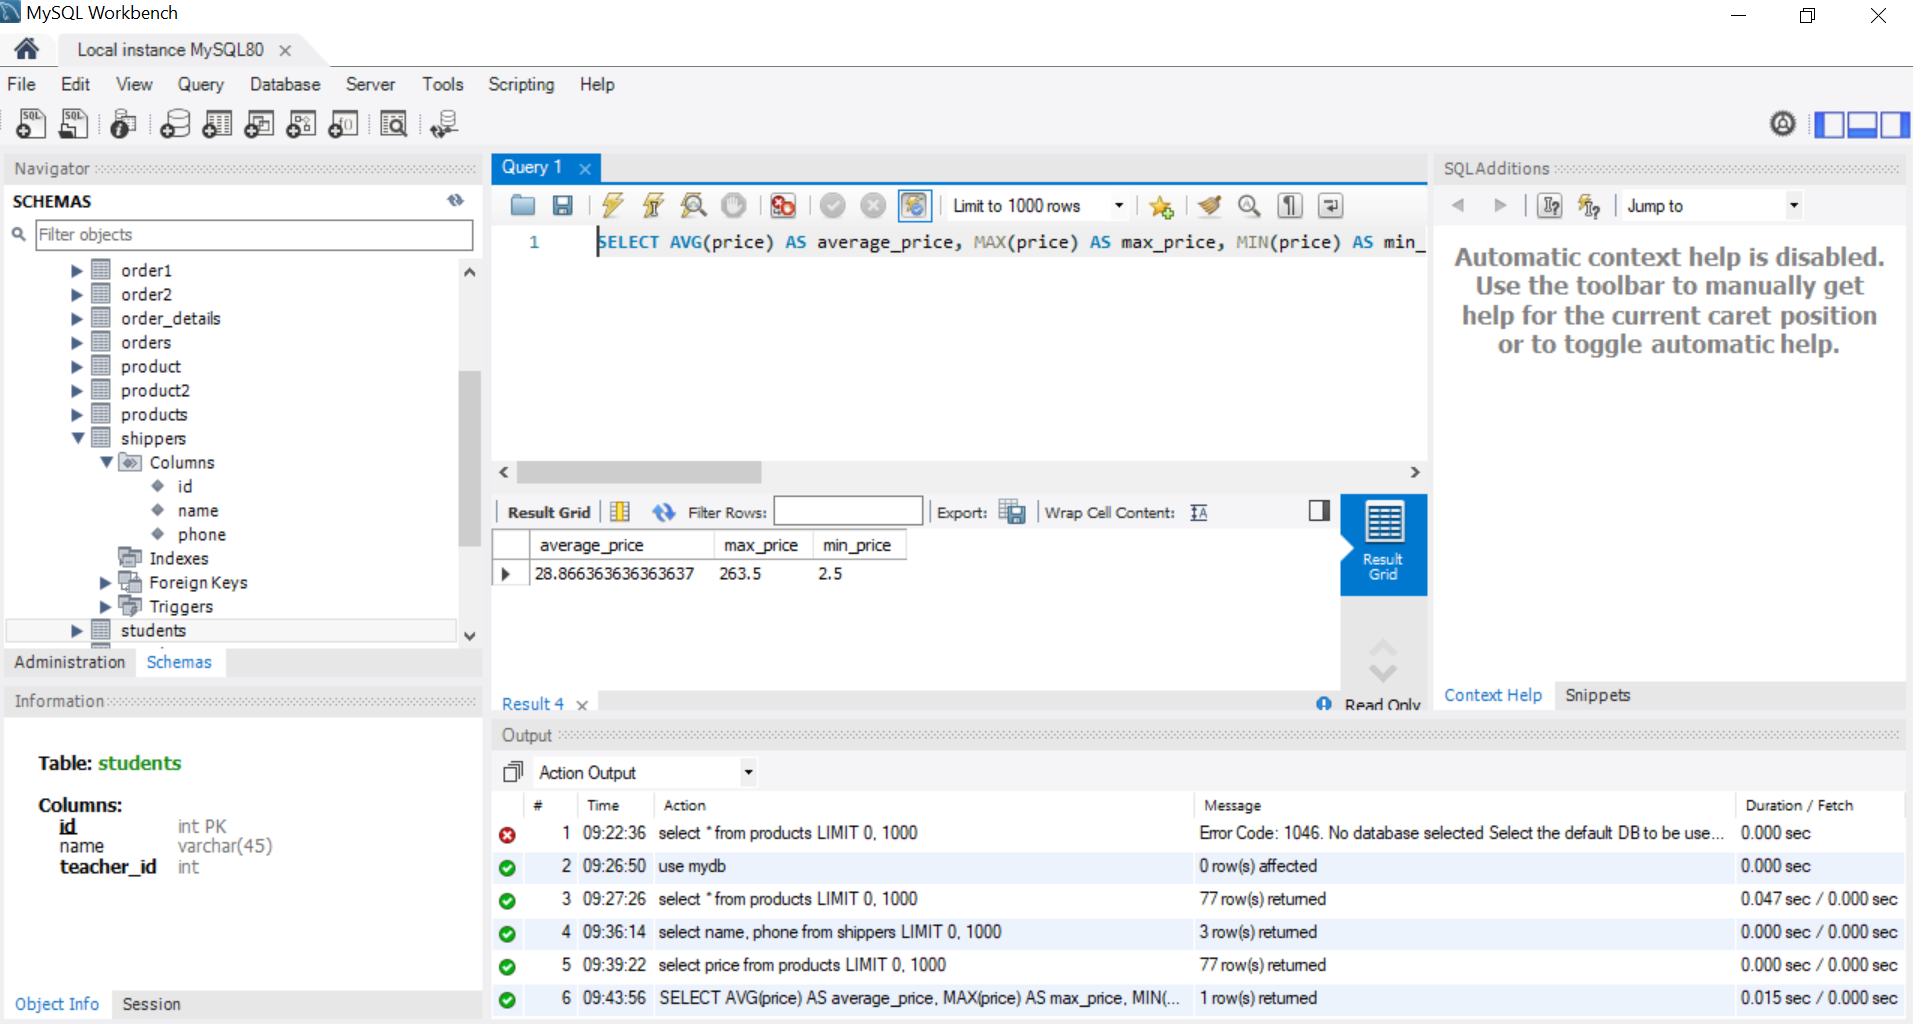 MySQL Workbench
Local instance MySQL80
File Edit View Query Database Server Tools Scripting Help
Navigator
SCHEMAS
Filter objects
order1
order2
order_details
orders
product
product2
products
shippers
Columns
id
name
phone
Indexes
Foreign Keys
Triggers
students
Administration Schemas
Information
Table: students
Columns:
id int PK
name varchar(45)
teacher_id int
Object Info Session
Query 1
Limit to 1000 rows
1 SELECT AVG(price) AS average_price, MAX(price) AS max_price, MIN(price) AS min_
Result Grid Filter Rows: Export: Wrap Cell Content:
average_price max_price min_price
28.866363636363637 263.5 2.5
Result
Grid
Result 4 Read Only
SQLAdditions
Jump to
Automatic context help is disabled.
Use the toolbar to manually get
help for the current caret position
or to toggle automatic help.
Context Help Snippets
Output
Action Output
# Time Action Message Duration / Fetch
1 09:22:36 select * from products LIMIT 0, 1000 Error Code: 1046. No database selected Select the default DB to be use... 0.000 sec
2 09:26:50 use mydb 0 row(s) affected 0.000 sec
3 09:27:26 select * from products LIMIT 0, 1000 77 row(s) returned 0.047 sec / 0.000 sec
4 09:36:14 select name, phone from shippers LIMIT 0, 1000 3 row(s) returned 0.000 sec / 0.000 sec
5 09:39:22 select price from products LIMIT 0, 1000 77 row(s) returned 0.000 sec / 0.000 sec
6 09:43:56 SELECT AVG(price) AS average_price, MAX(price) AS max_price, MIN(... 1 row(s) returned 0.015 sec / 0.000 sec